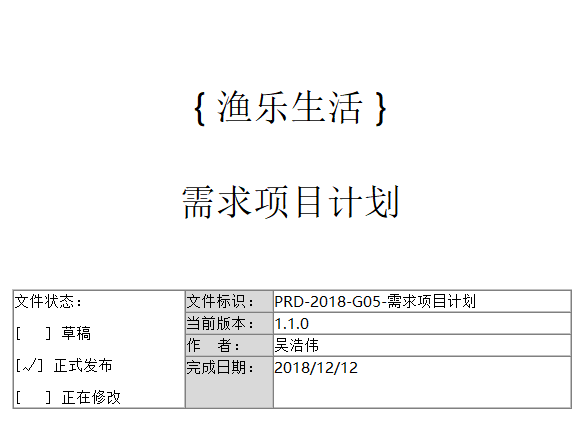 { 渔乐生活 }
需求项目计划
文件状态：
[   ] 草稿
[√] 正式发布
[   ] 正在修改
文件标识： PRD-2018-G05-需求项目计划
当前版本： 1.1.0
作   者： 吴浩伟
完成日期： 2018/12/12